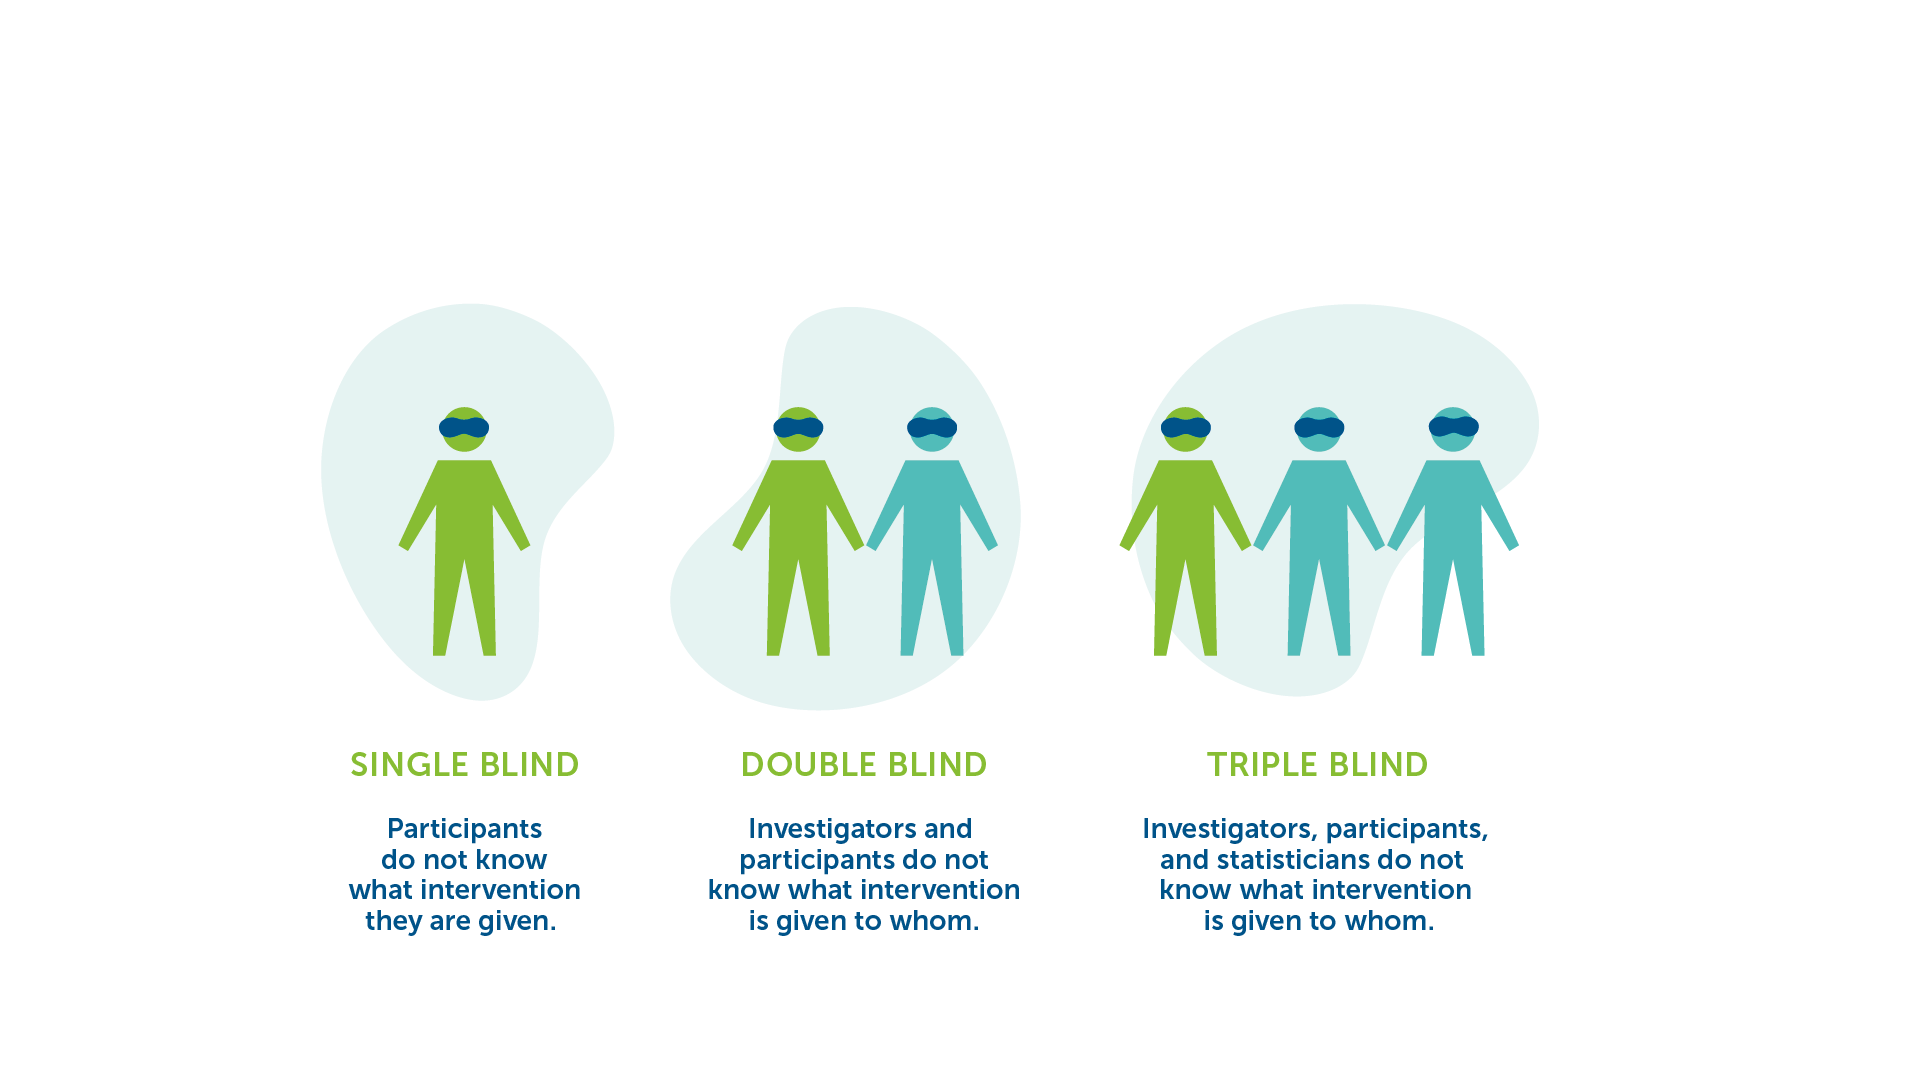 SINGLE BLIND
Participants
do not know
what intervention
they are given.
DOUBLE BLIND
Investigators and
participants do not
know what intervention
is given to whom.
TRIPLE BLIND
Investigators, participants,
and statisticians do not
know what intervention
is given to whom.